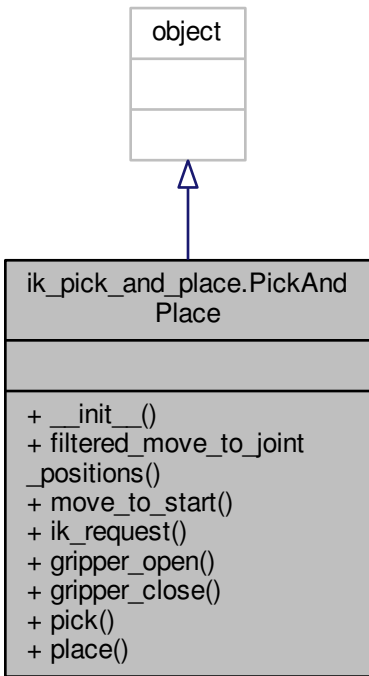 object
ik_pick_and_place.PickAnd
Place
+ __init__()
+ filtered_move_to_joint
_positions()
+ move_to_start()
+ ik_request()
+ gripper_open()
+ gripper_close()
+ pick()
+ place()